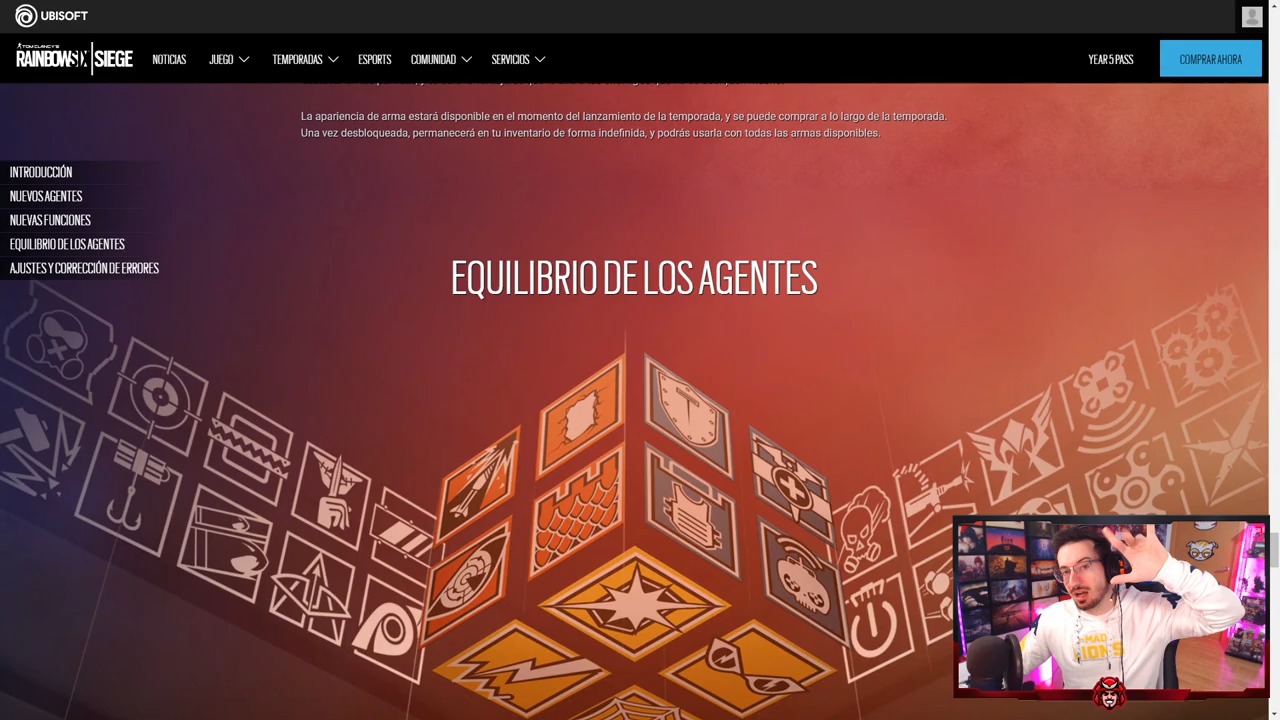 UBISOFT
TOM CLANCY'S
RAINBOW SIX | SIEGE
NOTICIAS
JUEGO
TEMPORADAS
ESPORTS
COMUNIDAD
SERVICIOS
YEAR 5 PASS
COMPRAR AHORA
La apariencia de arma estará disponible en el momento del lanzamiento de la temporada, y se puede comprar a lo largo de la temporada.
Una vez desbloqueada, permanecerá en tu inventario de forma indefinida, y podrás usarla con todas las armas disponibles.
INTRODUCCIÓN
NUEVOS AGENTES
NUEVAS FUNCIONES
EQUILIBRIO DE LOS AGENTES
AJUSTES Y CORRECCIÓN DE ERRORES
EQUILIBRIO DE LOS AGENTES
MAD
LIONS